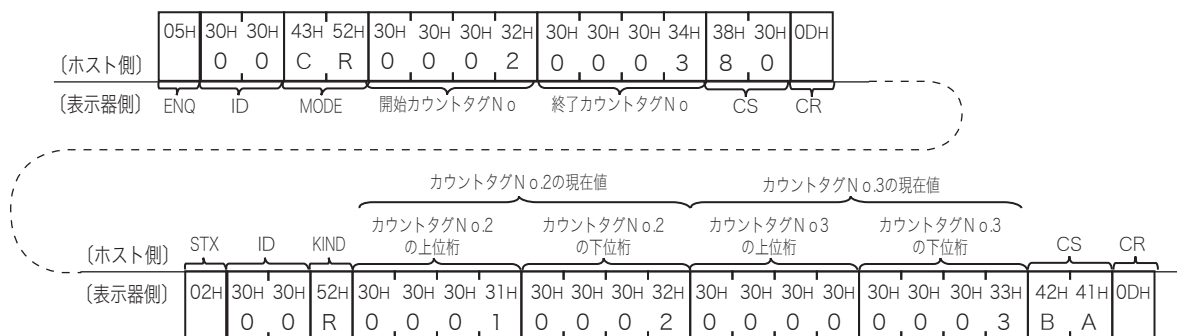 05H 30H 30H 43H 52H 30H 30H 30H 32H 30H 30H 30H 34H 38H 30H 0DH
〔ホスト側〕 0 0 C R 0 0 0 2 0 0 0 3 8 0
〔表示器側〕 ENQ ID MODE 開始カウントタグNo 終了カウントタグNo CS CR
カウントタグNo.2の現在値 カウントタグNo.3の現在値
カウントタグNo.2 カウントタグNo.2 カウントタグNo3 カウントタグNo.3
〔ホスト側〕 STX ID KIND の上位桁 の下位桁 の上位桁 の下位桁 CS CR
〔表示器側〕 02H 30H 30H 52H 30H 30H 30H 31H 30H 30H 30H 32H 30H 30H 30H 30H 30H 30H 30H 33H 42H 41H 0DH
0 0 R 0 0 0 1 0 0 0 2 0 0 0 0 0 0 0 3 B A